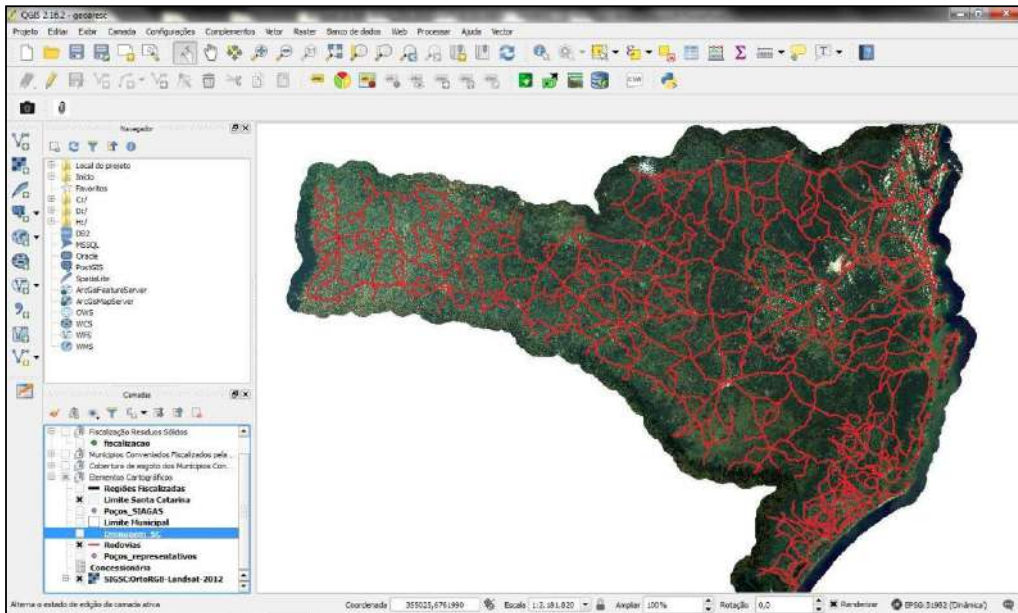 QGIS 2.16.2 - geoaresc
Projeto Editar Exibir Camada Configurações Complementos Vetor Raster Banco de dados Web Processar Ajuda Vector
Navegador
Local do projeto
Início
Favoritos
C:/
D:/
H:/
DB2
MSSQL
Oracle
PostGIS
SpatiaLite
ArcGisFeatureServer
ArcGisMapServer
OWS
WCS
WFS
WMS
Camadas
Fiscalização Resíduos Sólidos
fiscalizacao
Municípios Conveniados Fiscalizados pela ...
Cobertura de esgoto dos Municípios Con...
Elementos Cartográficos
Regiões Fiscalizadas
Limite Santa Catarina
Poços_SIAGAS
Limite Municipal
Rodovias
Poços_representativos
Concessionária
SIGSC:OrtoRGB-Landsat-2012
Alterna o estado de edição da camada ativa
Coordenada 355025,6761990 Escala 1:2.181.820 Ampliar 100% Rotação 0,0 Renderizar EPSG:31982 (Dinâmica)